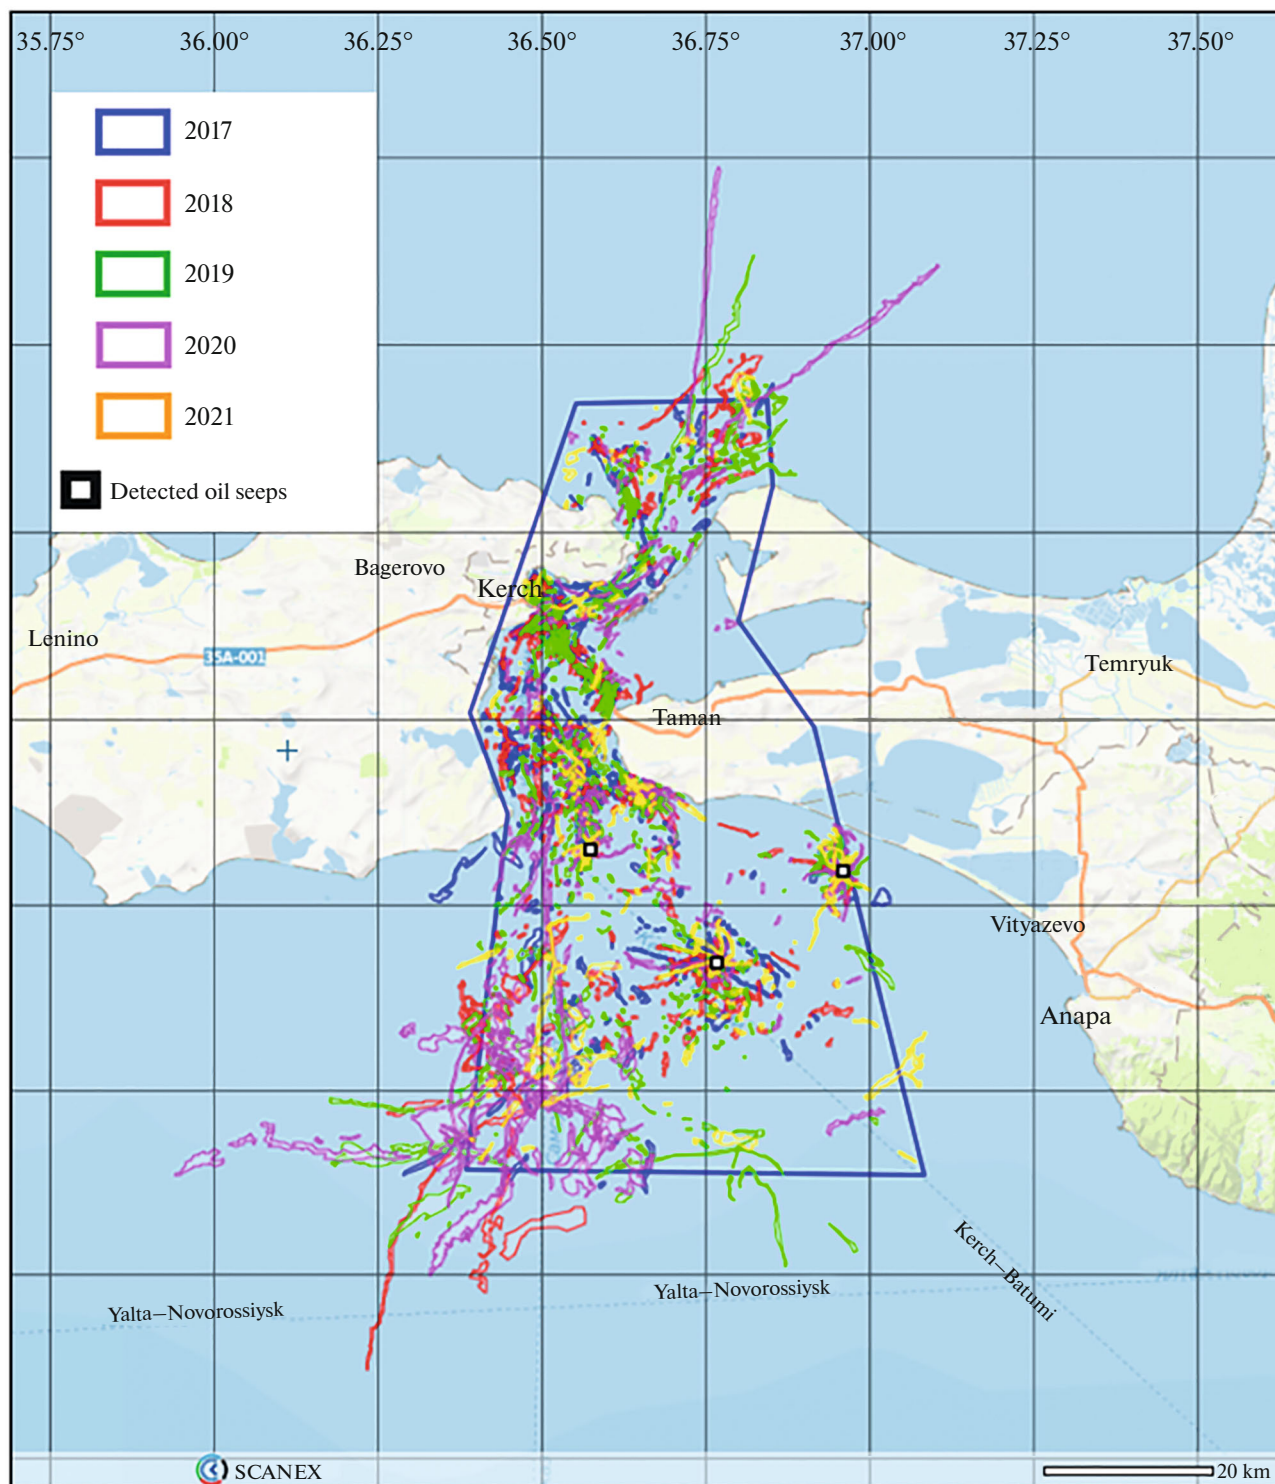 35.75° 36.00° 36.25° 36.50° 36.75° 37.00° 37.25° 37.50°
2017
2018
2019
2020
2021
Detected oil seeps
Bagerovo
Kerch
Lenino
35A-001
Temryuk
Taman
Vityazevo
Anapa
Kerch–Batumi
Yalta–Novorossiysk
Yalta–Novorossiysk
SCANEX
20 km